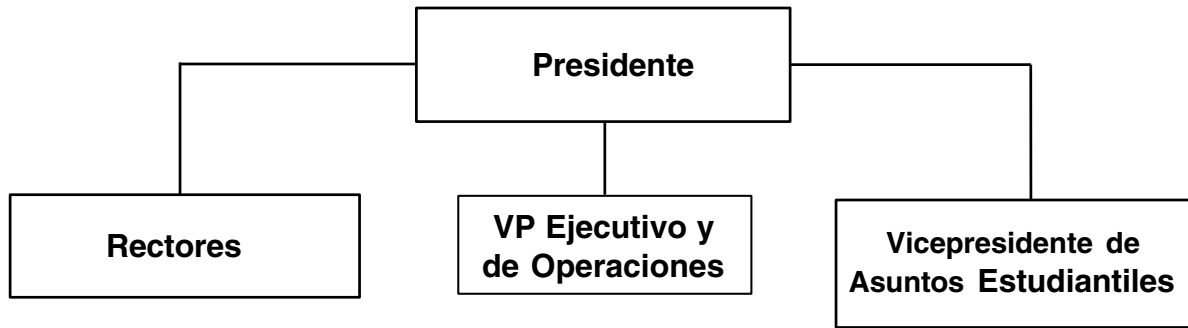 Presidente
Rectores
VP Ejecutivo y
de Operaciones
Vicepresidente de
Asuntos Estudiantiles